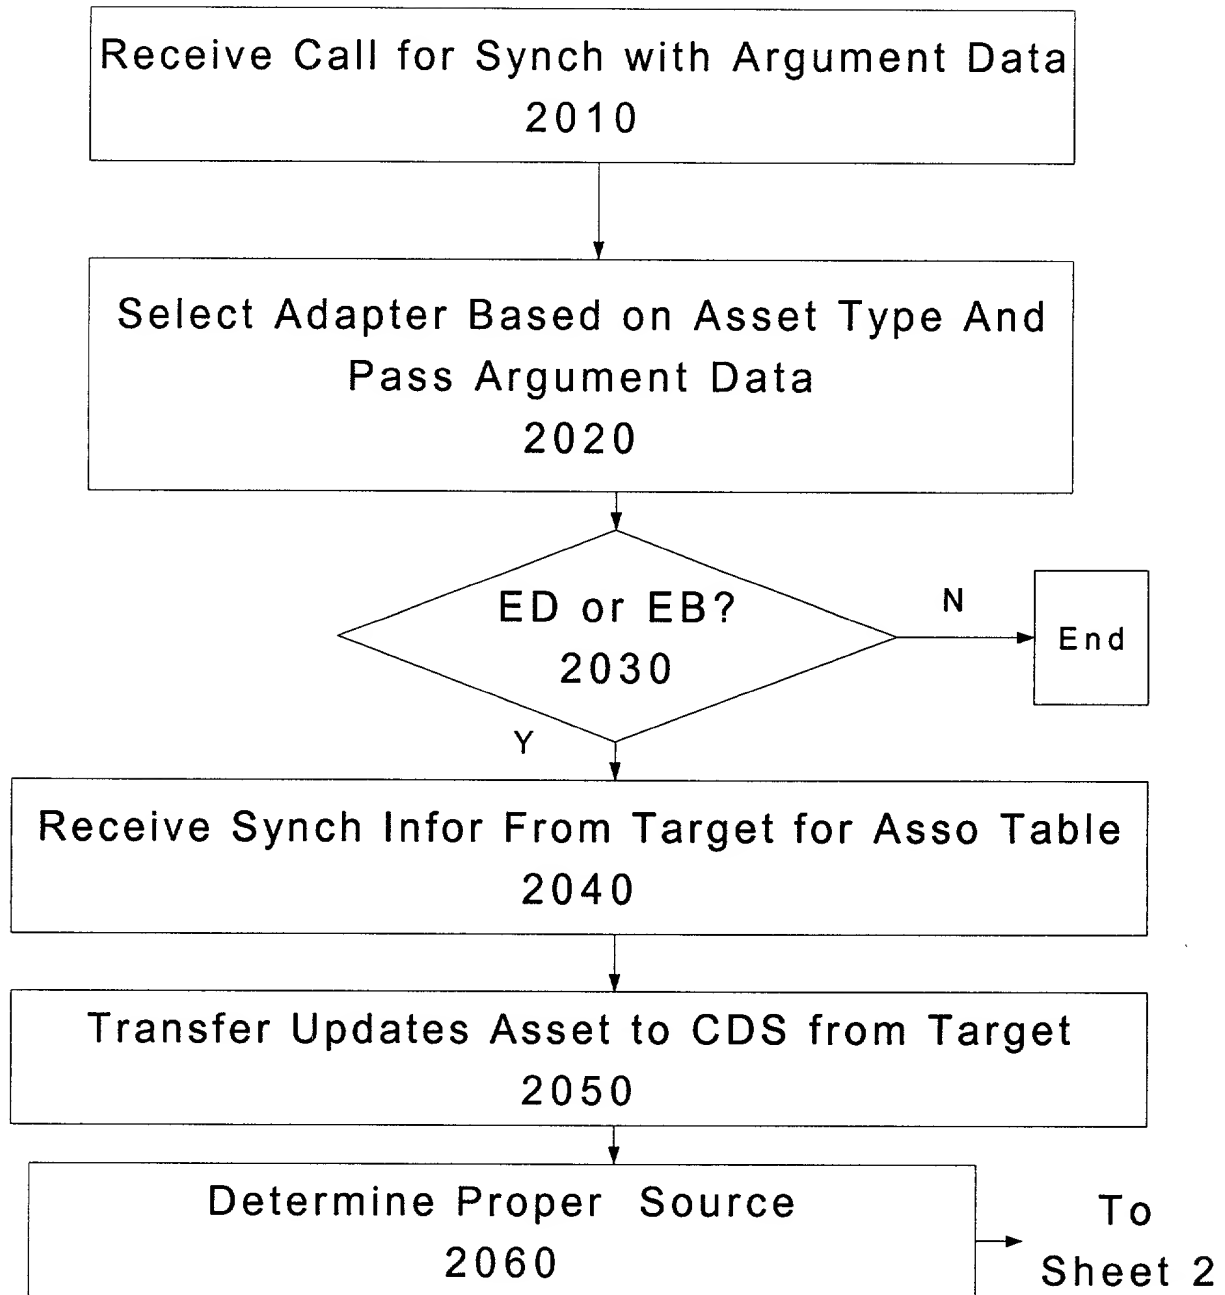 Receive Call for Synch with Argument Data
2010
Select Adapter Based on Asset Type And
Pass Argument Data
2020
ED or EB?
2030
N
End
Y
Receive Synch Infor From Target for Asso Table
2040
Transfer Updates Asset to CDS from Target
2050
Determine Proper Source
2060
To
Sheet 2